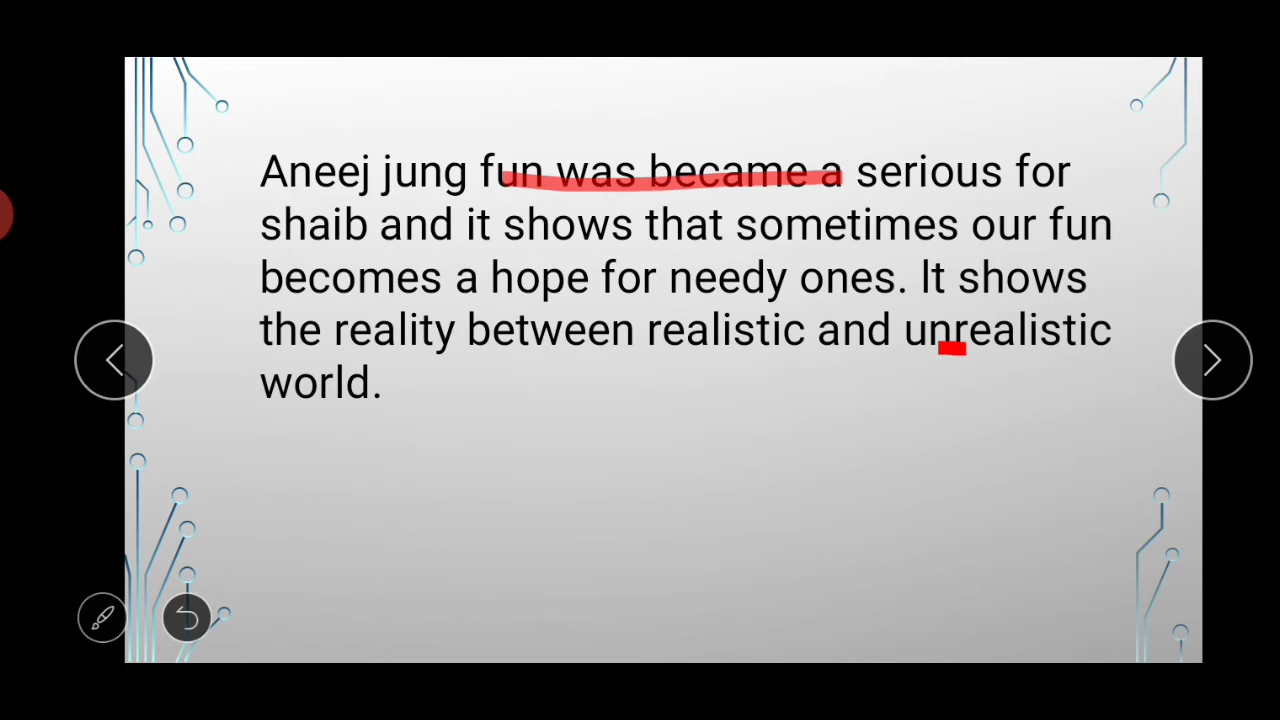 Aneej jung fun was became a serious for
shaib and it shows that sometimes our fun
becomes a hope for needy ones. It shows
the reality between realistic and unrealistic
world.